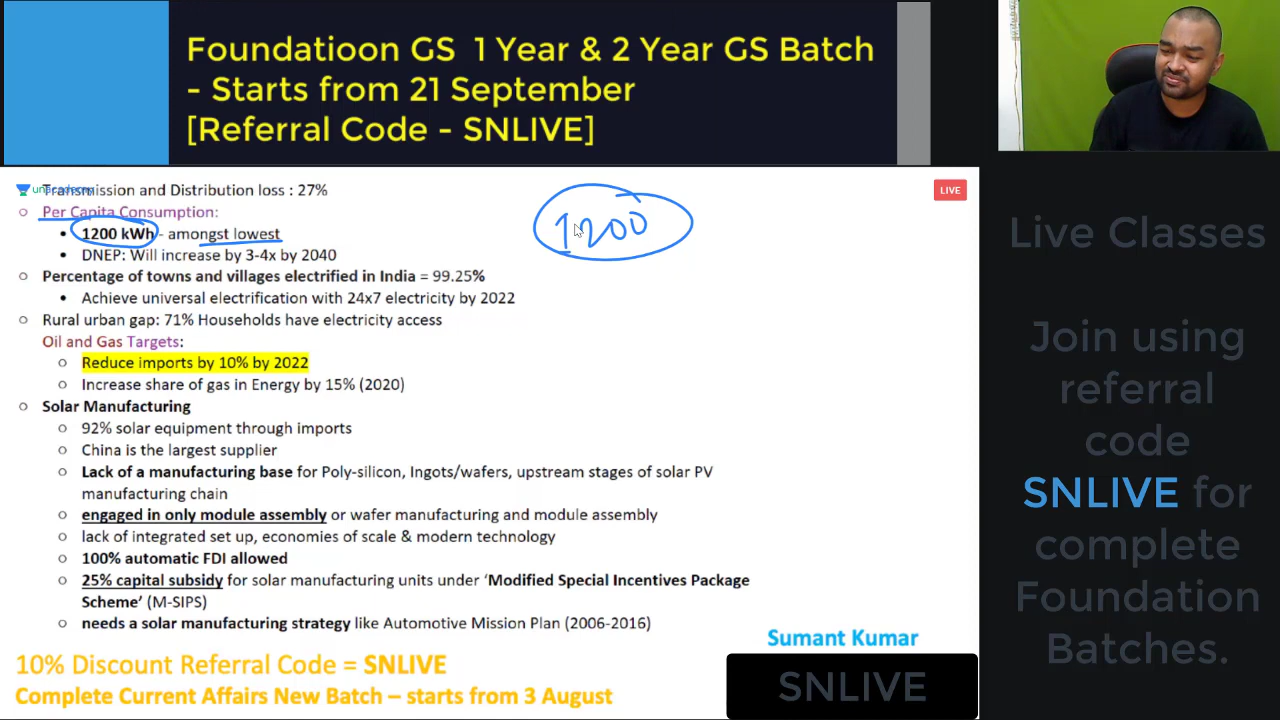 Foundatioon GS 1 Year & 2 Year GS Batch
- Starts from 21 September
[Referral Code - SNLIVE]
Transmission and Distribution loss : 27%
LIVE
Per Capita Consumption:
1200
1200 kWh - amongst lowest
DNEP: Will increase by 3-4x by 2040
Percentage of towns and villages electrified in India = 99.25%
Achieve universal electrification with 24x7 electricity by 2022
Rural urban gap: 71% Households have electricity access
Oil and Gas Targets:
Reduce imports by 10% by 2022
Increase share of gas in Energy by 15% (2020)
Solar Manufacturing
92% solar equipment through imports
China is the largest supplier
Lack of a manufacturing base for Poly-silicon, Ingots/wafers, upstream stages of solar PV
manufacturing chain
engaged in only module assembly or wafer manufacturing and module assembly
lack of integrated set up, economies of scale & modern technology
100% automatic FDI allowed
25% capital subsidy for solar manufacturing units under ‘Modified Special Incentives Package
Scheme’ (M-SIPS)
needs a solar manufacturing strategy like Automotive Mission Plan (2006-2016)
Sumant Kumar
SNLIVE
10% Discount Referral Code = SNLIVE
Complete Current Affairs New Batch – starts from 3 August
Live Classes
Join using
referral
code
SNLIVE for
complete
Foundation
Batches.